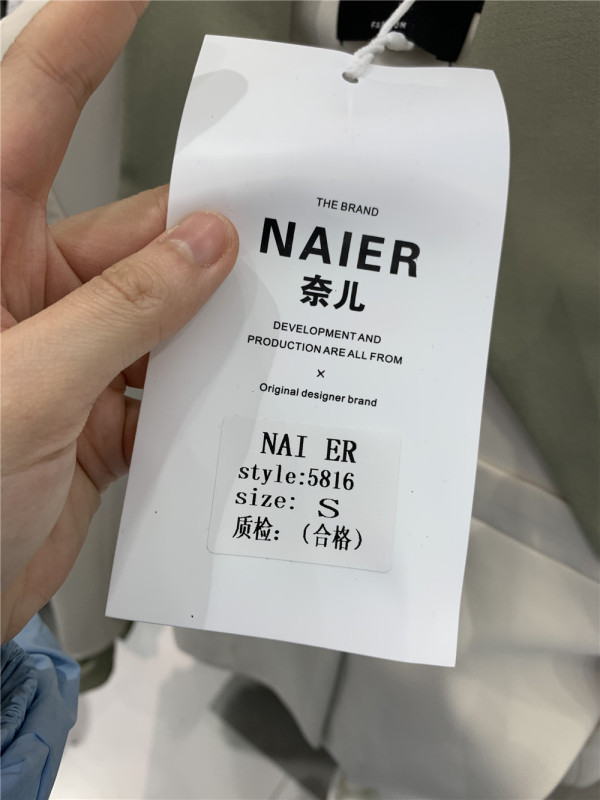 FASHION
THE BRAND
NAIER
奈儿
DEVELOPMENT AND
PRODUCTION ARE ALL FROM
×
Original designer brand
NAI ER
style:5816
size: S
质检:(合格)